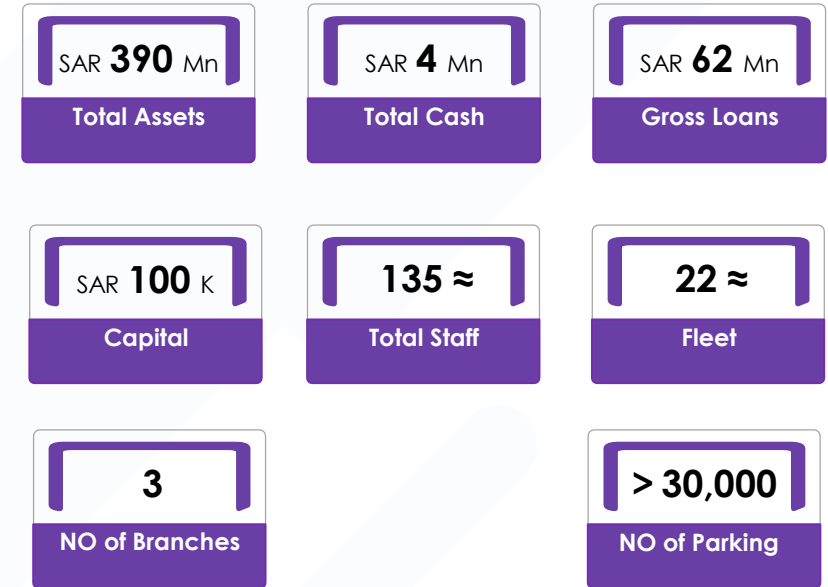 SAR 390 Mn
Total Assets
SAR 4 Mn
Total Cash
SAR 62 Mn
Gross Loans
SAR 100 K
Capital
135 ≈
Total Staff
22 ≈
Fleet
3
NO of Branches
> 30,000
NO of Parking